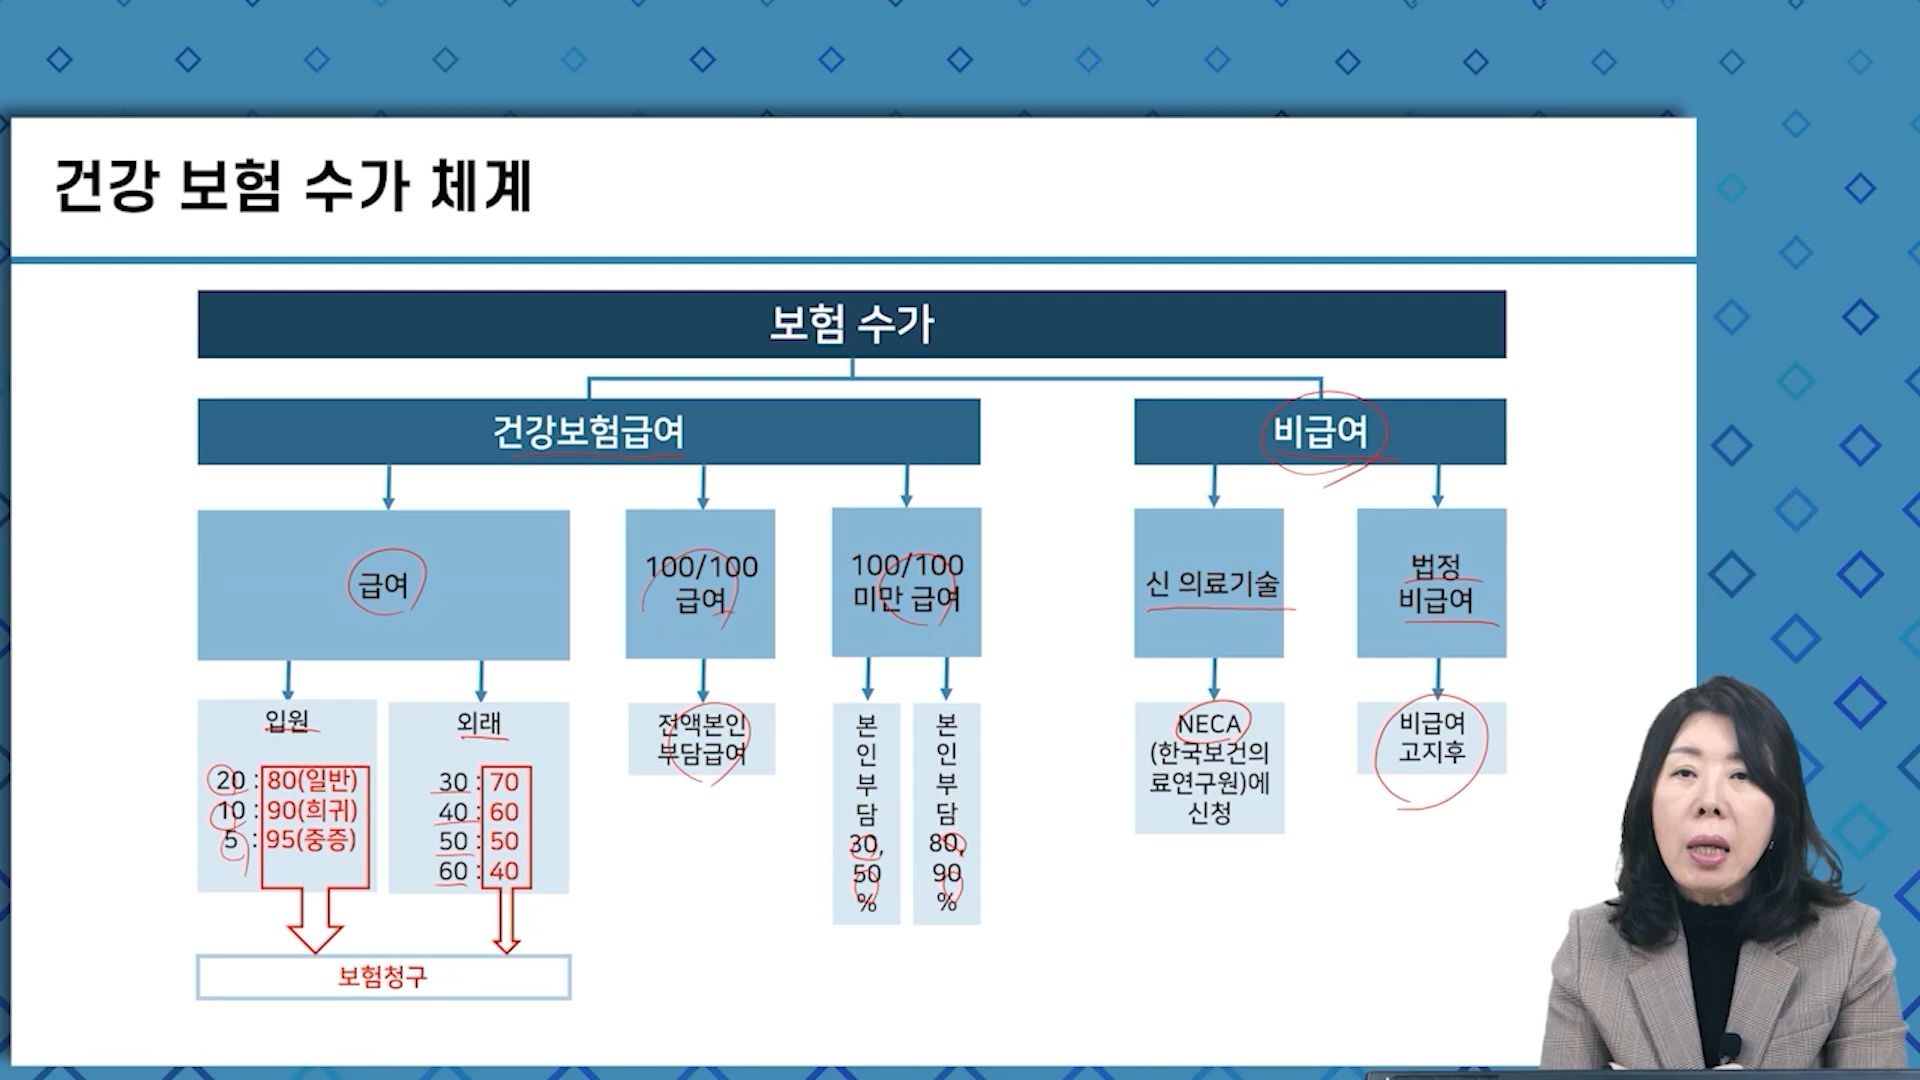 건강 보험 수가 체계
보험 수가
건강보험급여
비급여
급여
100/100
급여
100/100
미만 급여
신 의료기술
법정
비급여
입원
20 : 80(일반)
10 : 90(희귀)
5 : 95(중증)
외래
30 : 70
40 : 60
50 : 50
60 : 40
전액본인
부담급여
본
인
부
담
30,
50
%
본
인
부
담
80,
90
%
NECA
(한국보건의
료연구원)에
신청
비급여
고지후
보험청구